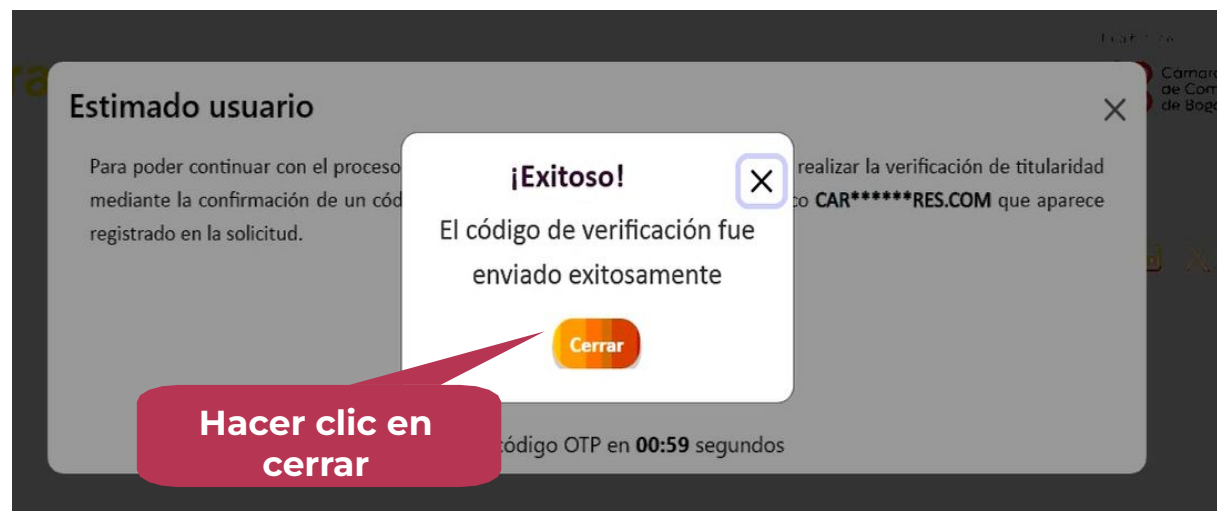 Cámar
de Com
de Bog
Estimado usuario
Para poder continuar con el proceso realizar la verificación de titularidad
mediante la confirmación de un cód co CAR******RES.COM que aparece
registrado en la solicitud.
¡Exitoso!
El código de verificación fue
enviado exitosamente
Cerrar
Hacer clic en
cerrar
código OTP en 00:59 segundos